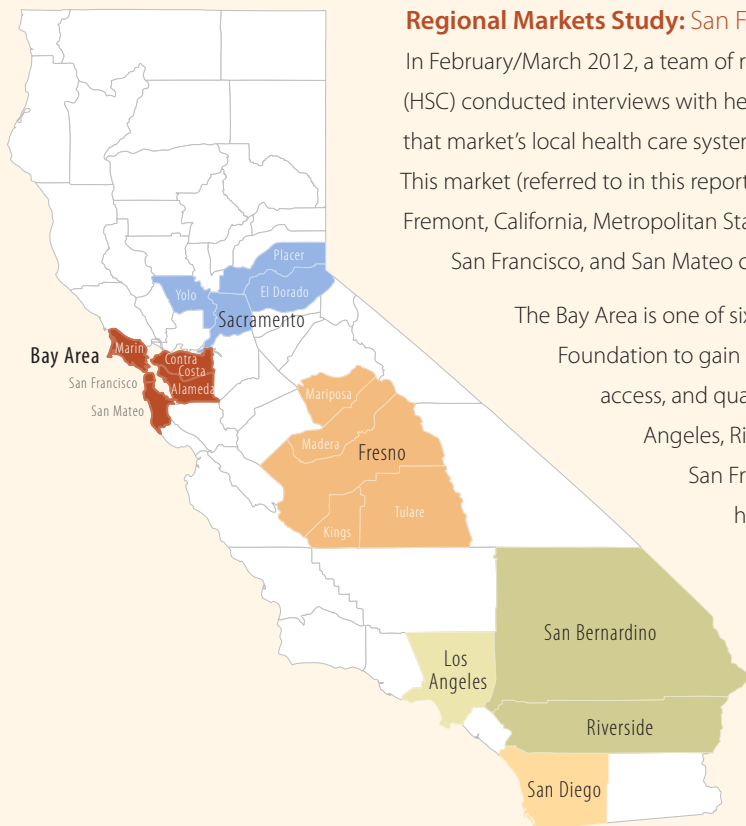 Regional Markets Study: San F
In February/March 2012, a team of r
(HSC) conducted interviews with he
that market's local health care system
This market (referred to in this report
Fremont, California, Metropolitan Sta
San Francisco, and San Mateo c
The Bay Area is one of six
Foundation to gain
access, and qua
Angeles, Ri
San Fr
h
Placer
El Dorado
Yolo
Sacramento
Bay Area
Marin
Contra
Costa
Alameda
San Francisco
San Mateo
Mariposa
Madera
Fresno
Kings
Tulare
San Bernardino
Los
Angeles
Riverside
San Diego